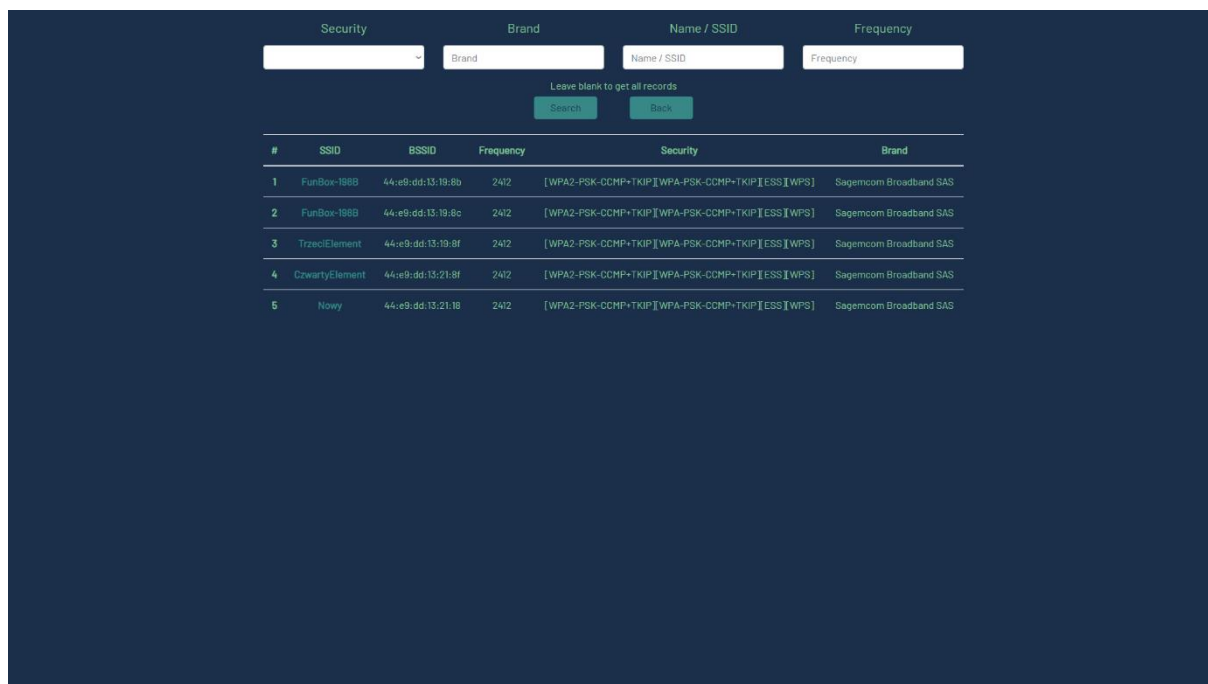 Security Brand Name / SSID Frequency
Brand Name / SSID Frequency
Leave blank to get all records
Search Back
# SSID BSSID Frequency Security Brand
1 FunBox-198B 44:e9:dd:13:19:8b 2412 [WPA2-PSK-CCMP+TKIP][WPA-PSK-CCMP+TKIP][ESS][WPS] Sagemcom Broadband SAS
2 FunBox-198B 44:e9:dd:13:19:8c 2412 [WPA2-PSK-CCMP+TKIP][WPA-PSK-CCMP+TKIP][ESS][WPS] Sagemcom Broadband SAS
3 TrzeciElement 44:e9:dd:13:19:8f 2412 [WPA2-PSK-CCMP+TKIP][WPA-PSK-CCMP+TKIP][ESS][WPS] Sagemcom Broadband SAS
4 CzwartyElement 44:e9:dd:13:21:8f 2412 [WPA2-PSK-CCMP+TKIP][WPA-PSK-CCMP+TKIP][ESS][WPS] Sagemcom Broadband SAS
5 Nowy 44:e9:dd:13:21:18 2412 [WPA2-PSK-CCMP+TKIP][WPA-PSK-CCMP+TKIP][ESS][WPS] Sagemcom Broadband SAS